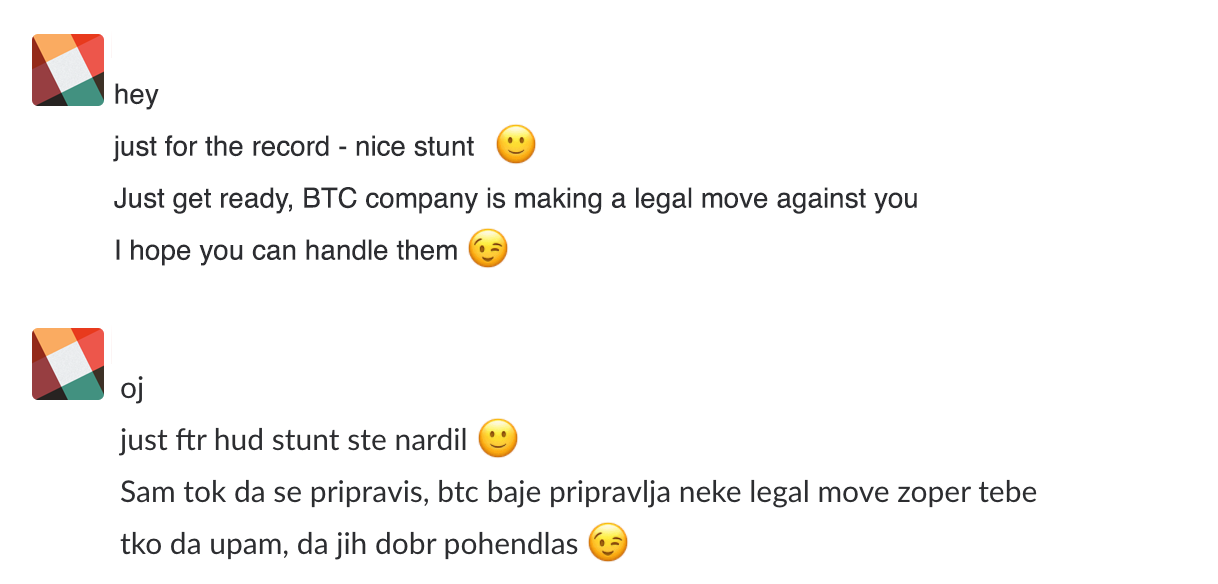 hey
just for the record - nice stunt 🙂
Just get ready, BTC company is making a legal move against you
I hope you can handle them 😉
oj
just ftr hud stunt ste nardil 🙂
Sam tok da se pripravis, btc baje pripravlja neke legal move zoper tebe
tko da upam, da jih dobr pohendlas 😉